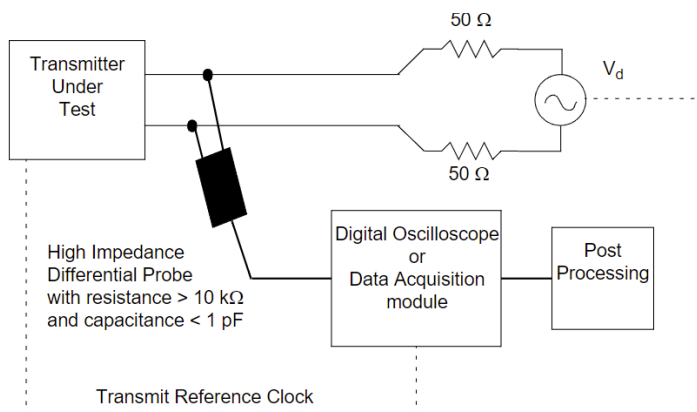 50 Ω
Transmitter
Under
Test
V_d
50 Ω
High Impedance
Differential Probe
with resistance > 10 kΩ
and capacitance < 1 pF
Digital Oscilloscope
or
Data Acquisition
module
Post
Processing
Transmit Reference Clock